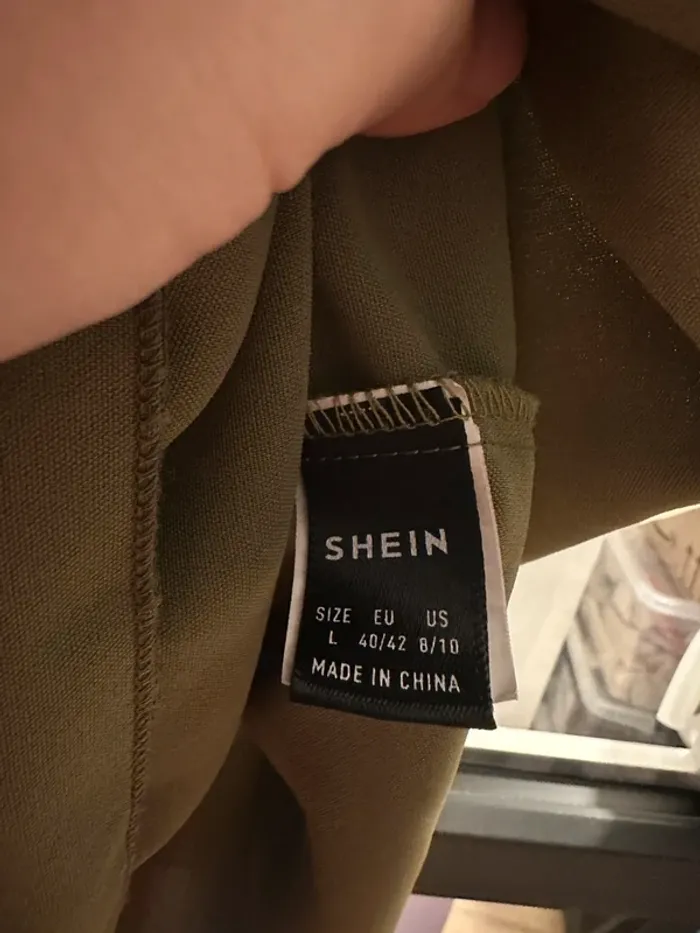 SHEIN
SIZE EU US
L 40/42 8/10
MADE IN CHINA